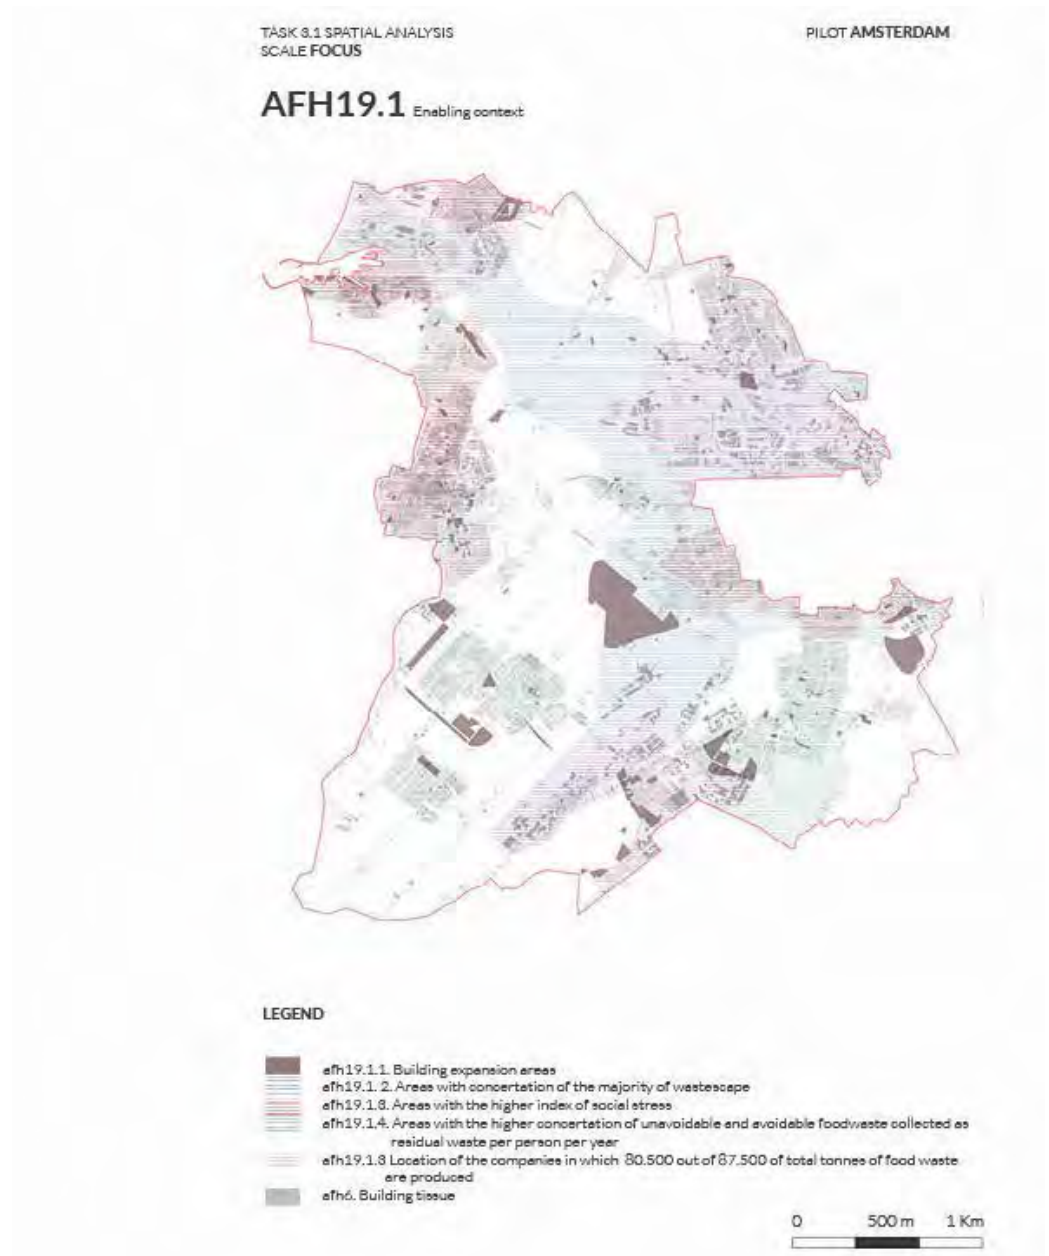 TASK 3.1 SPATIAL ANALYSIS
SCALE FOCUS
PILOT AMSTERDAM
AFH19.1 Enabling context
LEGEND
afh19.1.1. Building expansion areas
afh19.1. 2. Areas with concertation of the majority of wastescape
afh19.1.3. Areas with the higher index of social stress
afh19.1.4. Areas with the higher concertation of unavoidable and avoidable foodwaste collected as
residual waste per person per year
afh19.1.3 Location of the companies in which 80.500 out of 87.500 of total tonnes of food waste
are produced
afh6. Building tissue
0 500 m 1 Km